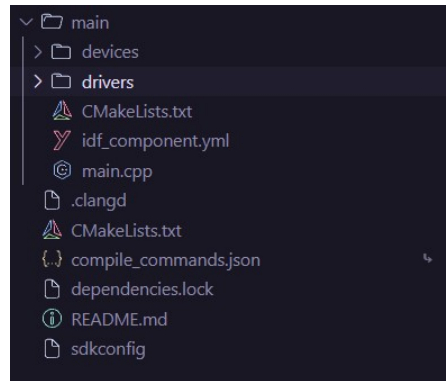 main
devices
drivers
CMakeLists.txt
idf_component.yml
main.cpp
.clangd
CMakeLists.txt
compile_commands.json
dependencies.lock
README.md
sdkconfig